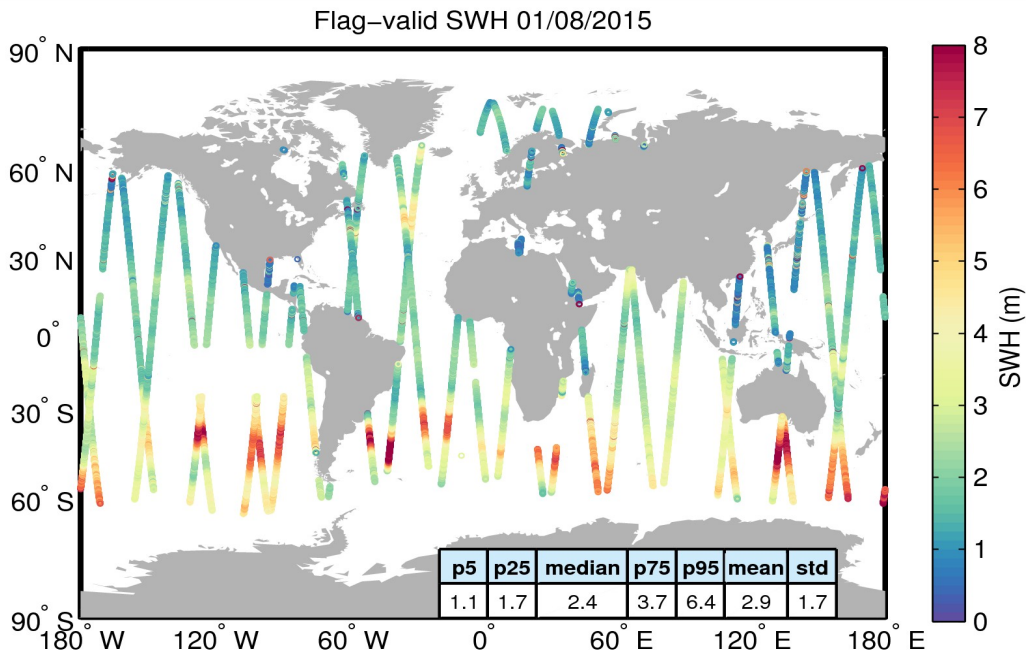 Flag−valid SWH 01/08/2015
90° N
60° N
30° N
0°
30° S
60° S
90° S
180° W
120° W
60° W
0°
60° E
120° E
180° E
p5 p25 median p75 p95 mean std
1.1 1.7 2.4 3.7 6.4 2.9 1.7
8
7
6
5
4
3
2
1
0
SWH (m)